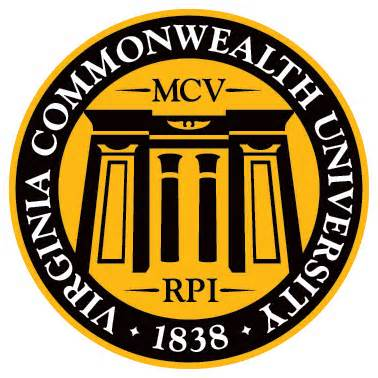 VIRGINIA COMMONWEALTH UNIVERSITY
MCV
RPI
· 1838 ·